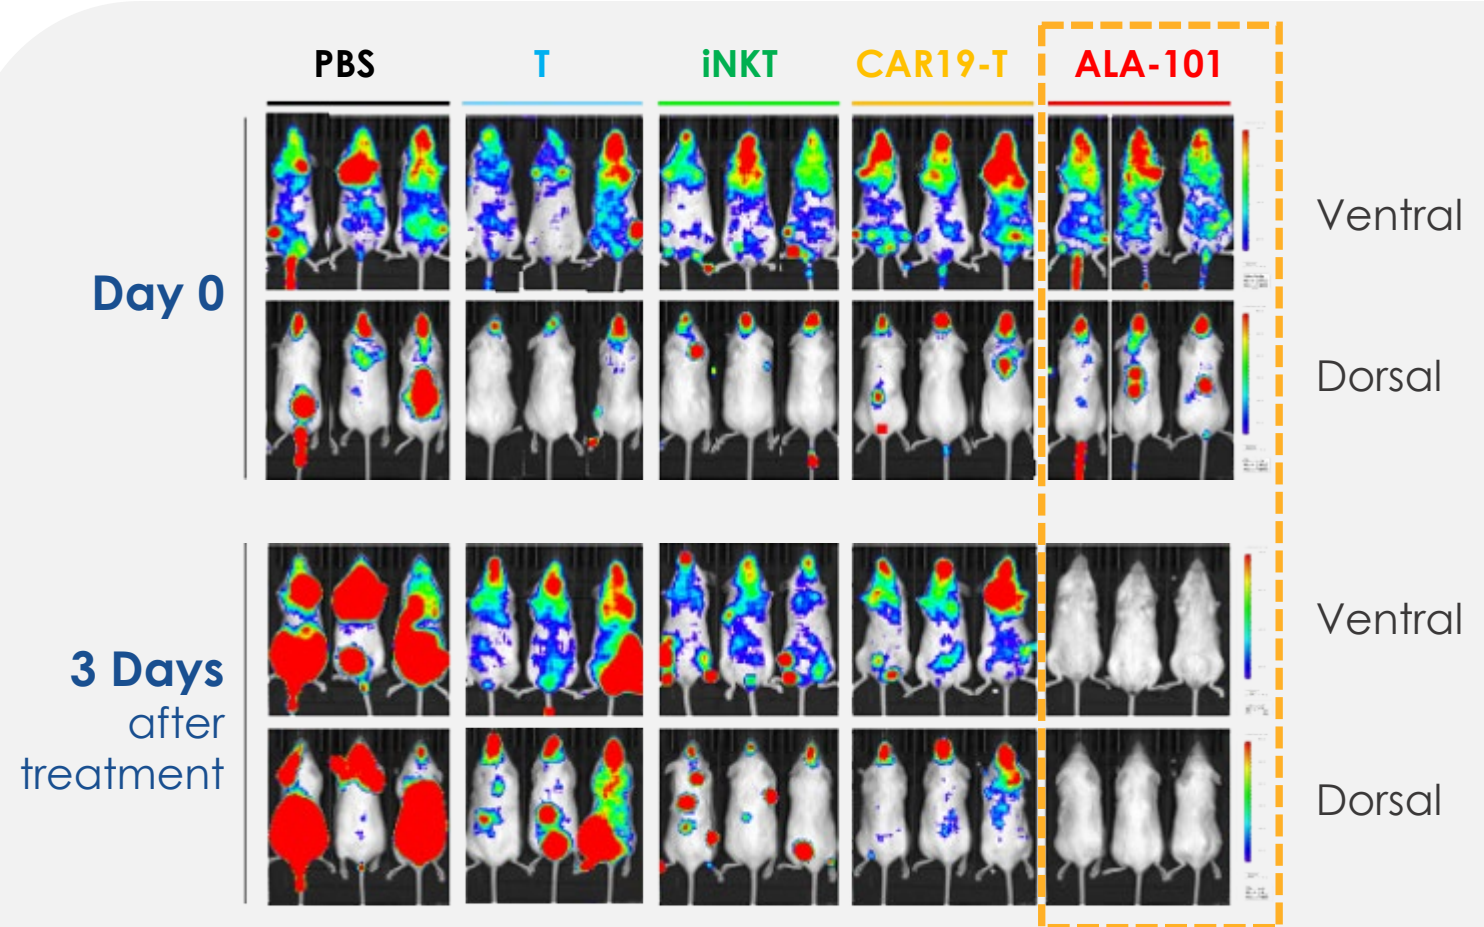 PBS T iNKT CAR19-T ALA-101
Ventral
Day 0
Dorsal
Ventral
3 Days
after
treatment
Dorsal